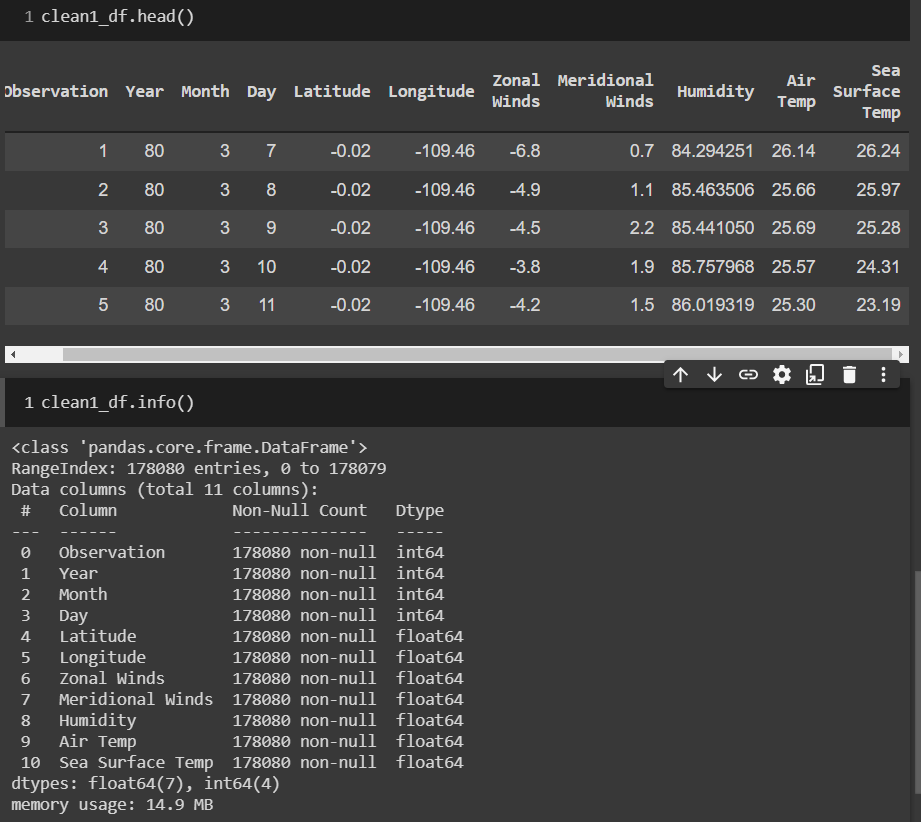 1 clean1_df.head()
Observation Year Month Day Latitude Longitude Zonal Winds Meridional Winds Humidity Air Temp Sea Surface Temp
1 80 3 7 -0.02 -109.46 -6.8 0.7 84.294251 26.14 26.24
2 80 3 8 -0.02 -109.46 -4.9 1.1 85.463506 25.66 25.97
3 80 3 9 -0.02 -109.46 -4.5 2.2 85.441050 25.69 25.28
4 80 3 10 -0.02 -109.46 -3.8 1.9 85.757968 25.57 24.31
5 80 3 11 -0.02 -109.46 -4.2 1.5 86.019319 25.30 23.19
1 clean1_df.info()
<class 'pandas.core.frame.DataFrame'>
RangeIndex: 178080 entries, 0 to 178079
Data columns (total 11 columns):
# Column Non-Null Count Dtype
--- ------ -------------- -----
0 Observation 178080 non-null int64
1 Year 178080 non-null int64
2 Month 178080 non-null int64
3 Day 178080 non-null int64
4 Latitude 178080 non-null float64
5 Longitude 178080 non-null float64
6 Zonal Winds 178080 non-null float64
7 Meridional Winds 178080 non-null float64
8 Humidity 178080 non-null float64
9 Air Temp 178080 non-null float64
10 Sea Surface Temp 178080 non-null float64
dtypes: float64(7), int64(4)
memory usage: 14.9 MB